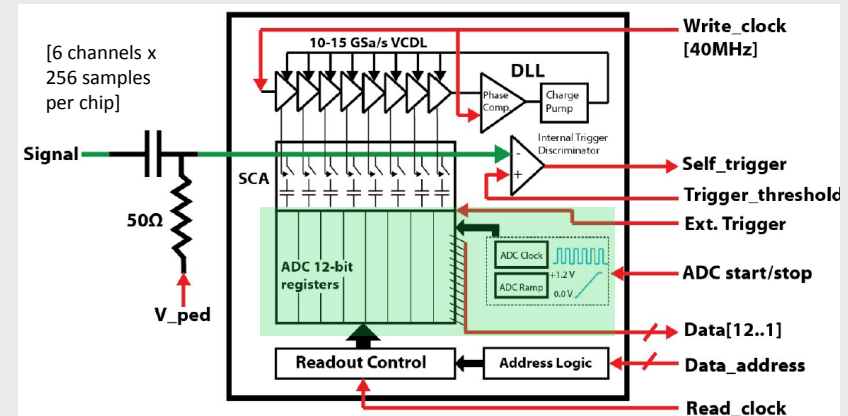 Write_clock
[40MHz]
[6 channels x
256 samples
per chip]
10-15 GSa/s VCDL
DLL
Phase
Comp.
Charge
Pump
Internal Trigger
Discriminator
Signal
-
+
Self_trigger
SCA
Trigger_threshold
50Ω
Ext. Trigger
ADC 12-bit
registers
ADC Clock
+1.2 V
ADC Ramp
0.0 V
ADC start/stop
V_ped
Data[12..1]
Readout Control
Address Logic
Data_address
Read_clock